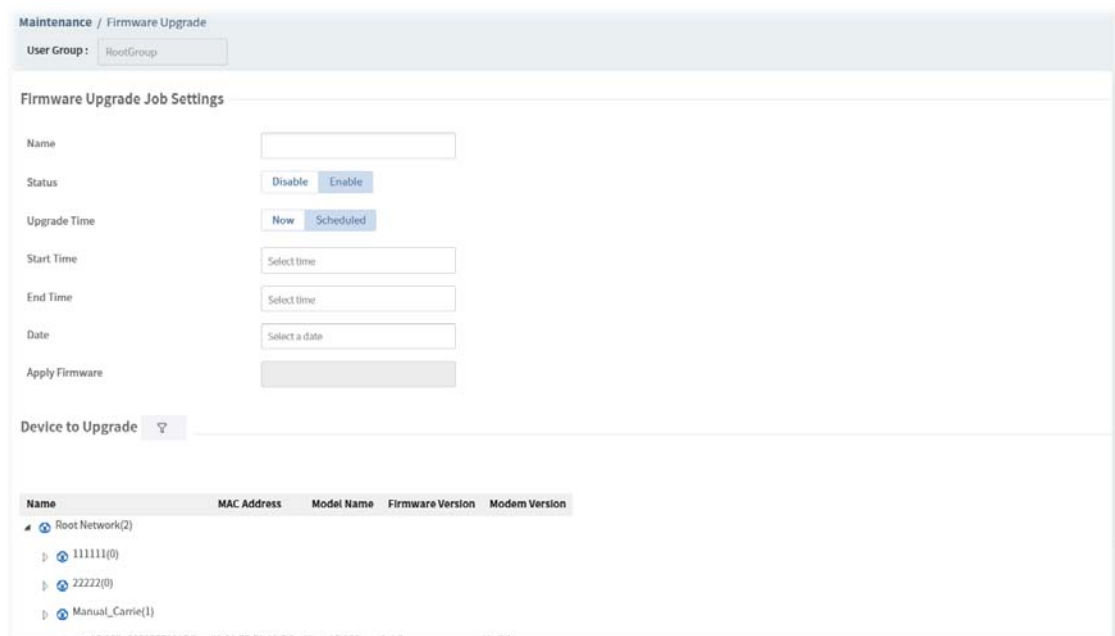 Maintenance / Firmware Upgrade
User Group : RootGroup
Firmware Upgrade Job Settings
Name
Status Disable Enable
Upgrade Time Now Scheduled
Start Time Select time
End Time Select time
Date Select a date
Apply Firmware
Device to Upgrade
Name MAC Address Model Name Firmware Version Modem Version
Root Network(2)
111111(0)
22222(0)
Manual_Carrie(1)